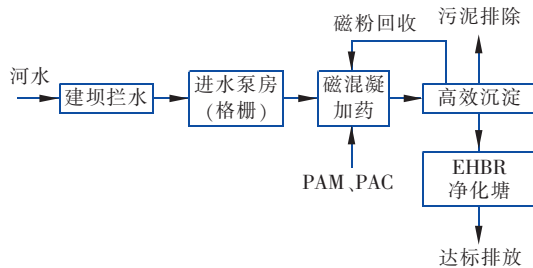 污泥排除
磁粉回收
河水
建坝拦水
进水泵房
(格栅)
磁混凝
加药
高效沉淀
PAM、PAC
EHBR
净化塘
达标排放